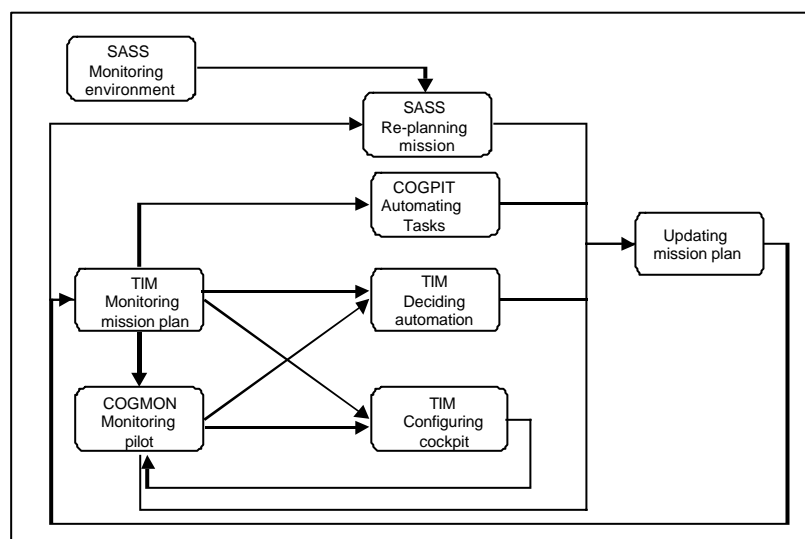 SASS
Monitoring
environment
SASS
Re-planning
mission
COGPIT
Automating
Tasks
Updating
mission plan
TIM
Monitoring
mission plan
TIM
Deciding
automation
COGMON
Monitoring
pilot
TIM
Configuring
cockpit